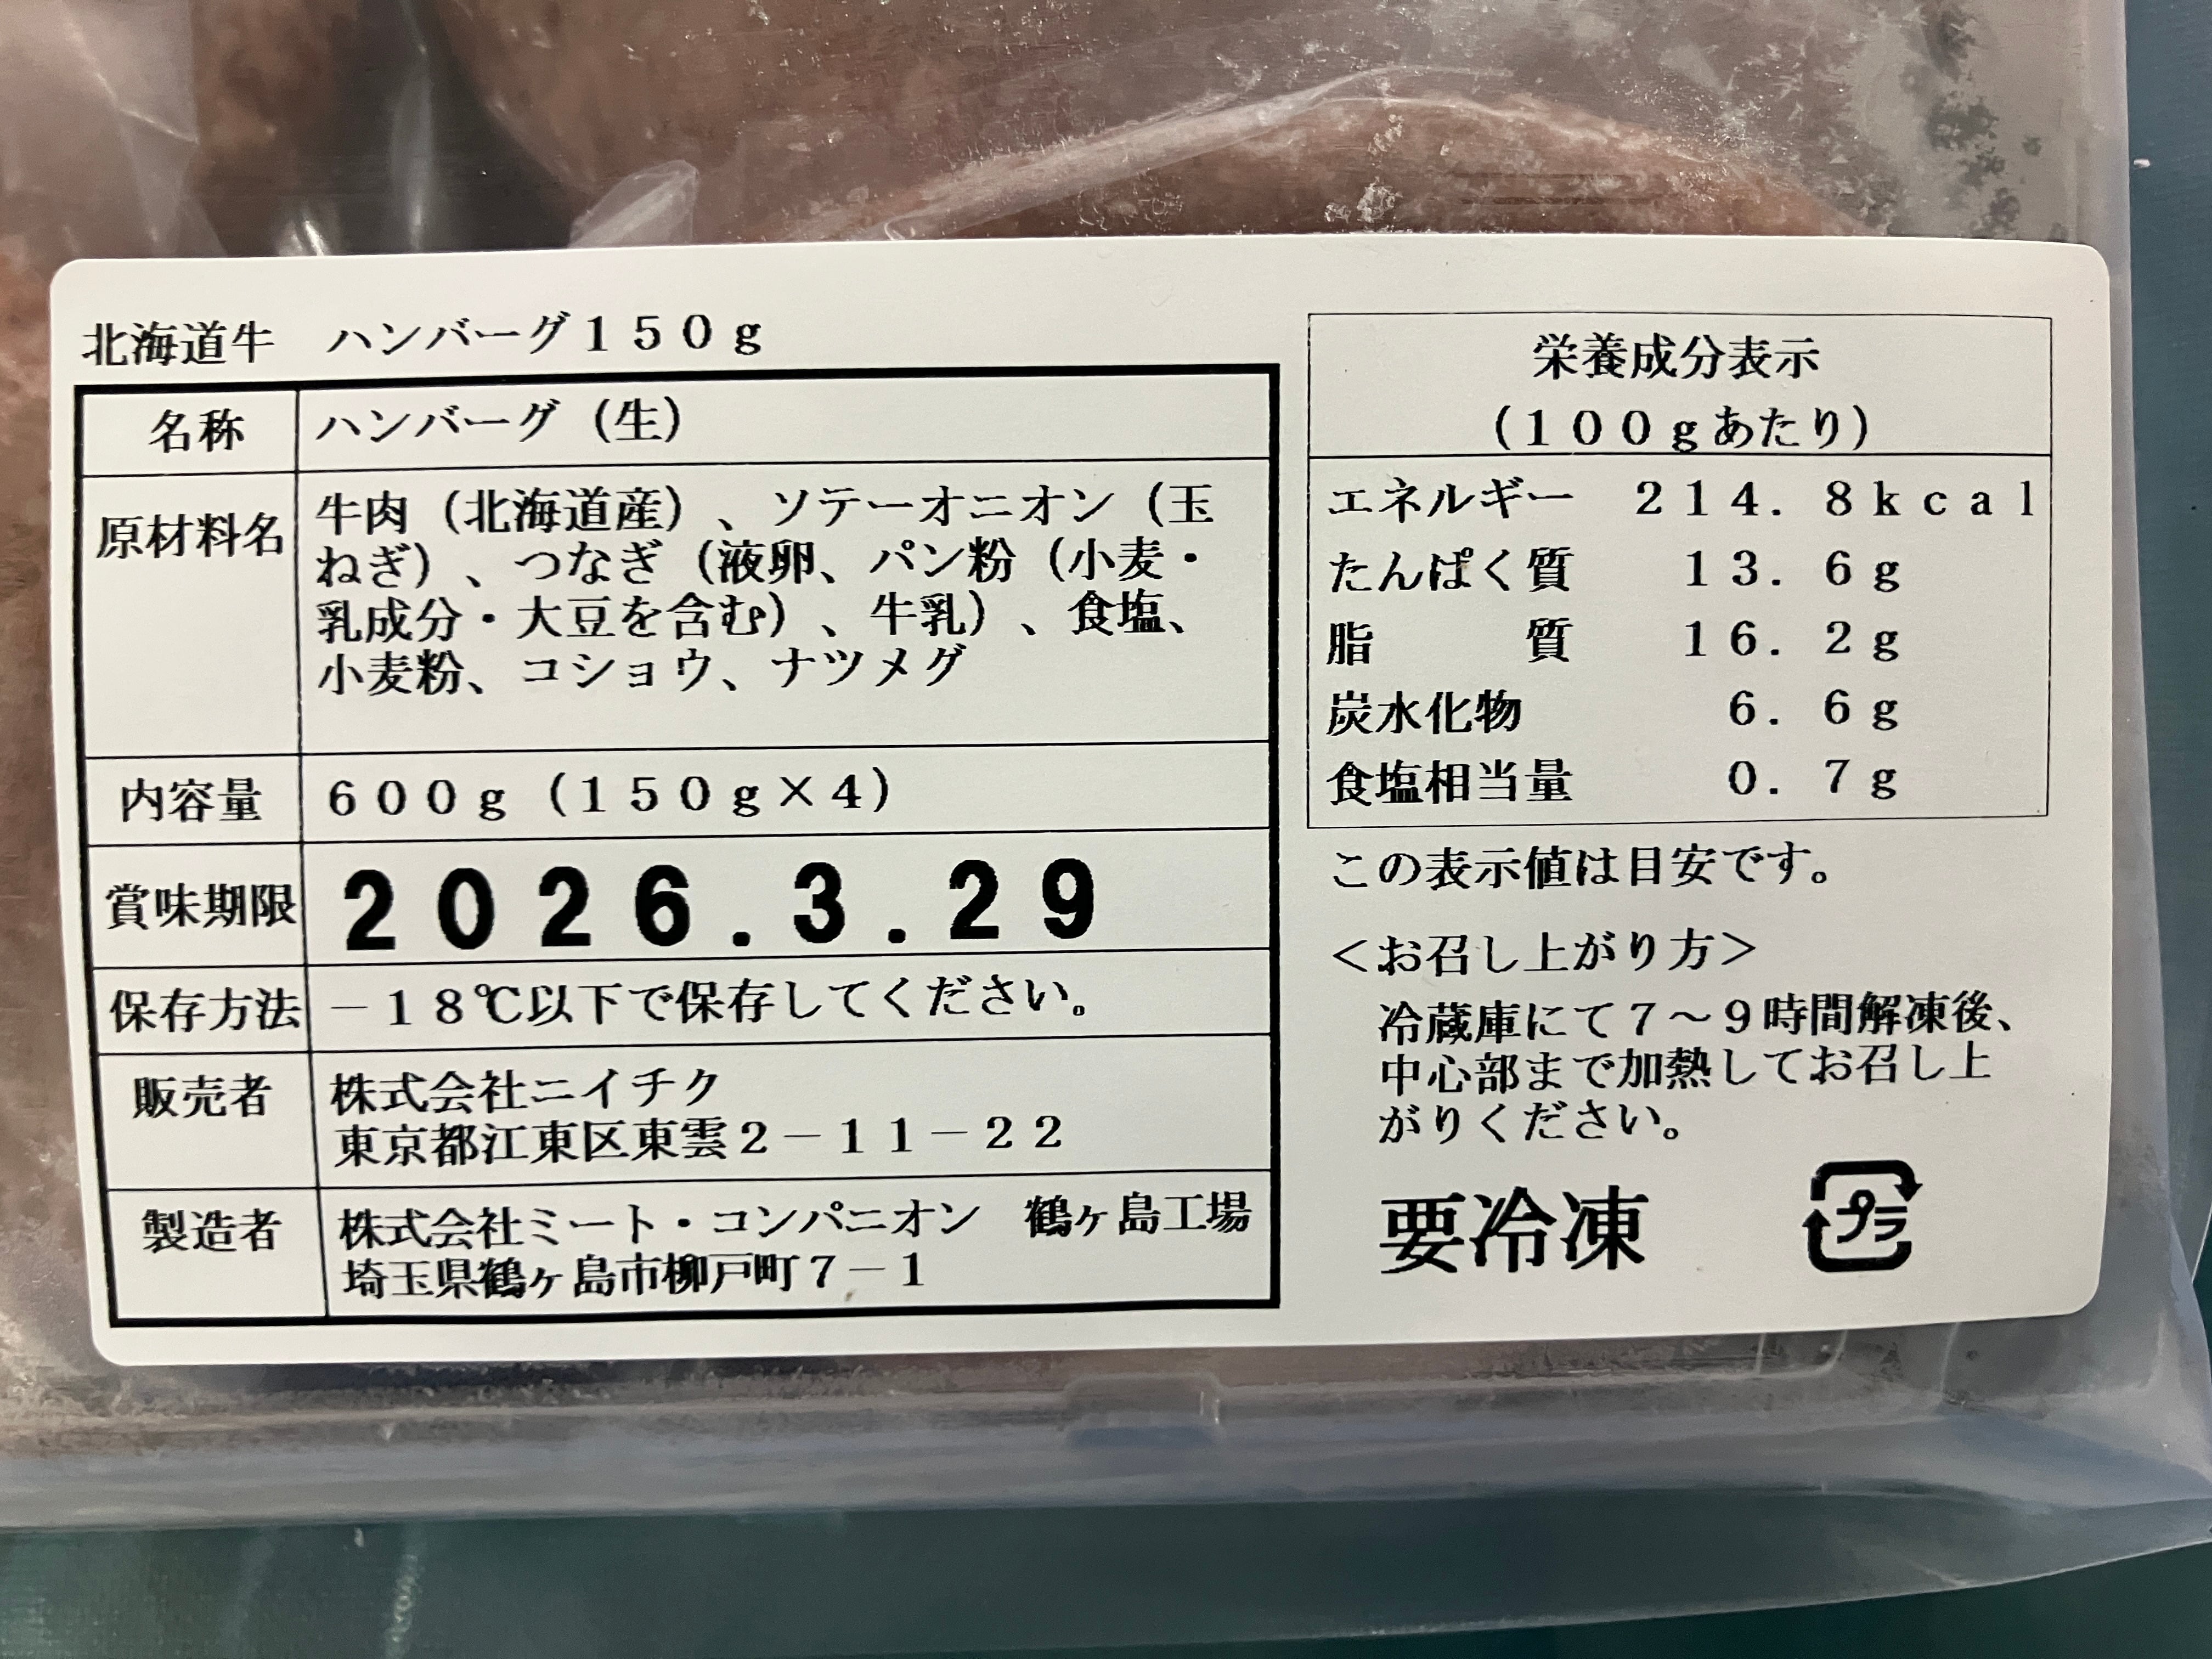 北海道牛　ハンバーグ１５０ｇ
名称
ハンバーグ（生）
原材料名
牛肉（北海道産）、ソテーオニオン（玉
ねぎ）、つなぎ（液卵、パン粉（小麦・
乳成分・大豆を含む）、牛乳）、食塩、
小麦粉、コショウ、ナツメグ
内容量
６００ｇ（１５０ｇ×４）
賞味期限
２０２６.３.２９
保存方法
－１８℃以下で保存してください。
販売者
株式会社ニイチク
東京都江東区東雲２－１１－２２
製造者
株式会社ミート・コンパニオン　鶴ヶ島工場
埼玉県鶴ヶ島市柳戸町７－１
栄養成分表示
（１００ｇあたり）
エネルギー　２１４．８ｋｃａｌ
たんぱく質　１３．６ｇ
脂　　　質　１６．２ｇ
炭水化物　６．６ｇ
食塩相当量　０．７ｇ
この表示値は目安です。
＜お召し上がり方＞
冷蔵庫にて７～９時間解凍後、
中心部まで加熱してお召し上
がりください。
要冷凍
プラ